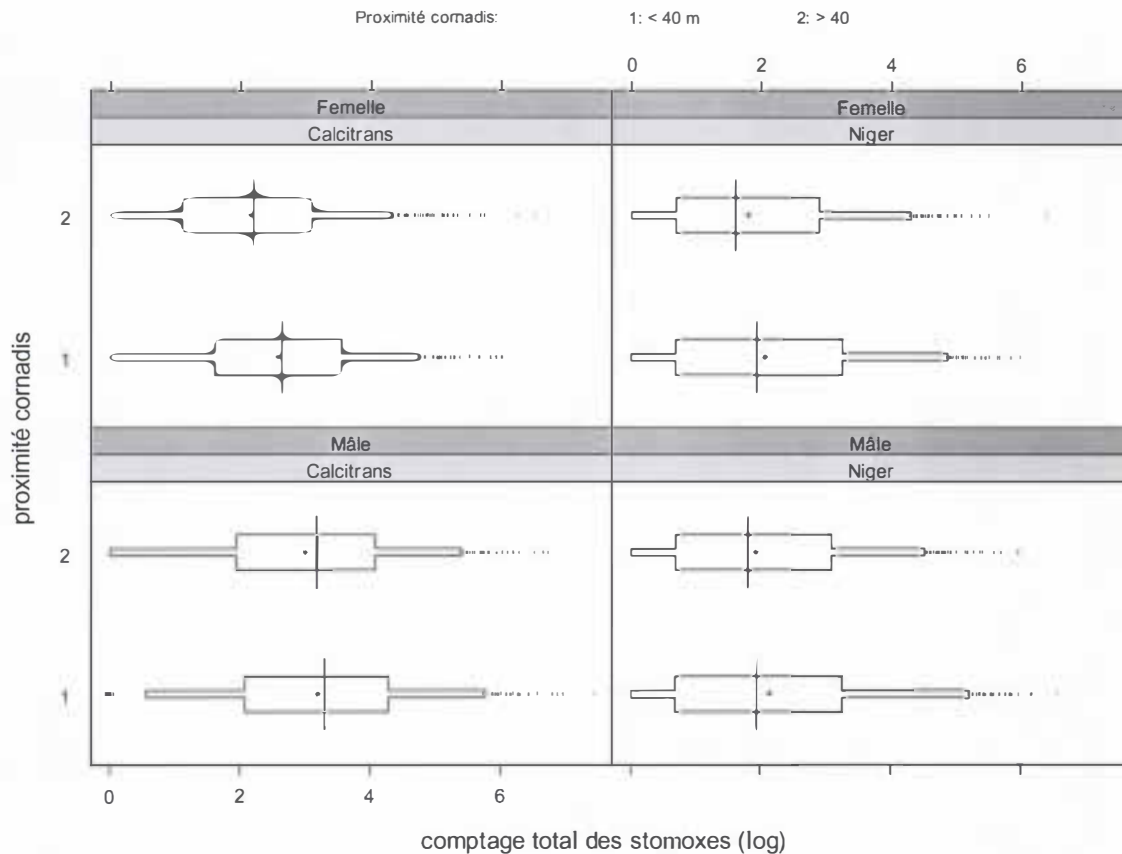 Proximité cornadis: 1: < 40 m 2: > 40
0 2 4 6
Femelle Femelle
Calcitrans Niger
2
1
Mâle Mâle
Calcitrans Niger
2
1
0 2 4 6
proximité cornadis
comptage total des stomoxes (log)